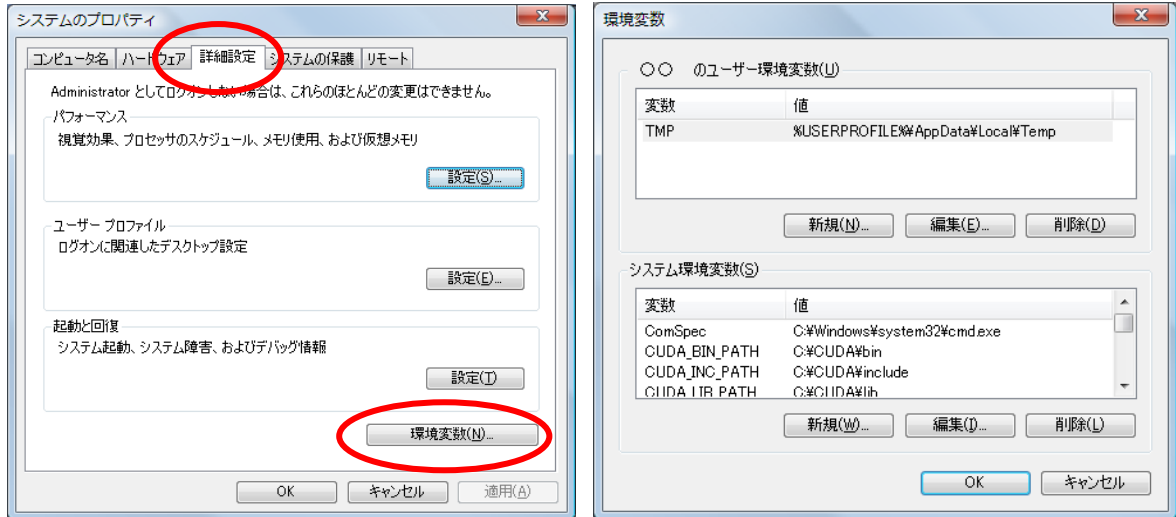 システムのプロパティ
コンピュータ名 ハードウェア 詳細設定 システムの保護 リモート
Administrator としてログオンしない場合は、これらのほとんどの変更はできません。
パフォーマンス
視覚効果、プロセッサのスケジュール、メモリ使用、および仮想メモリ
設定(S)...
ユーザー プロファイル
ログオンに関連したデスクトップ設定
設定(E)...
起動と回復
システム起動、システム障害、およびデバッグ情報
設定(T)
環境変数(N)...
OK キャンセル 適用(A)
環境変数
○○ のユーザー環境変数(U)
変数 値
TMP %USERPROFILE%¥AppData¥Local¥Temp
新規(N)... 編集(E)... 削除(D)
システム環境変数(S)
変数 値
ComSpec C:¥Windows¥system32¥cmd.exe
CUDA_BIN_PATH C:¥CUDA¥bin
CUDA_INC_PATH C:¥CUDA¥include
CUDA_LIB_PATH C:¥CUDA¥lib
新規(W)... 編集(I)... 削除(L)
OK キャンセル